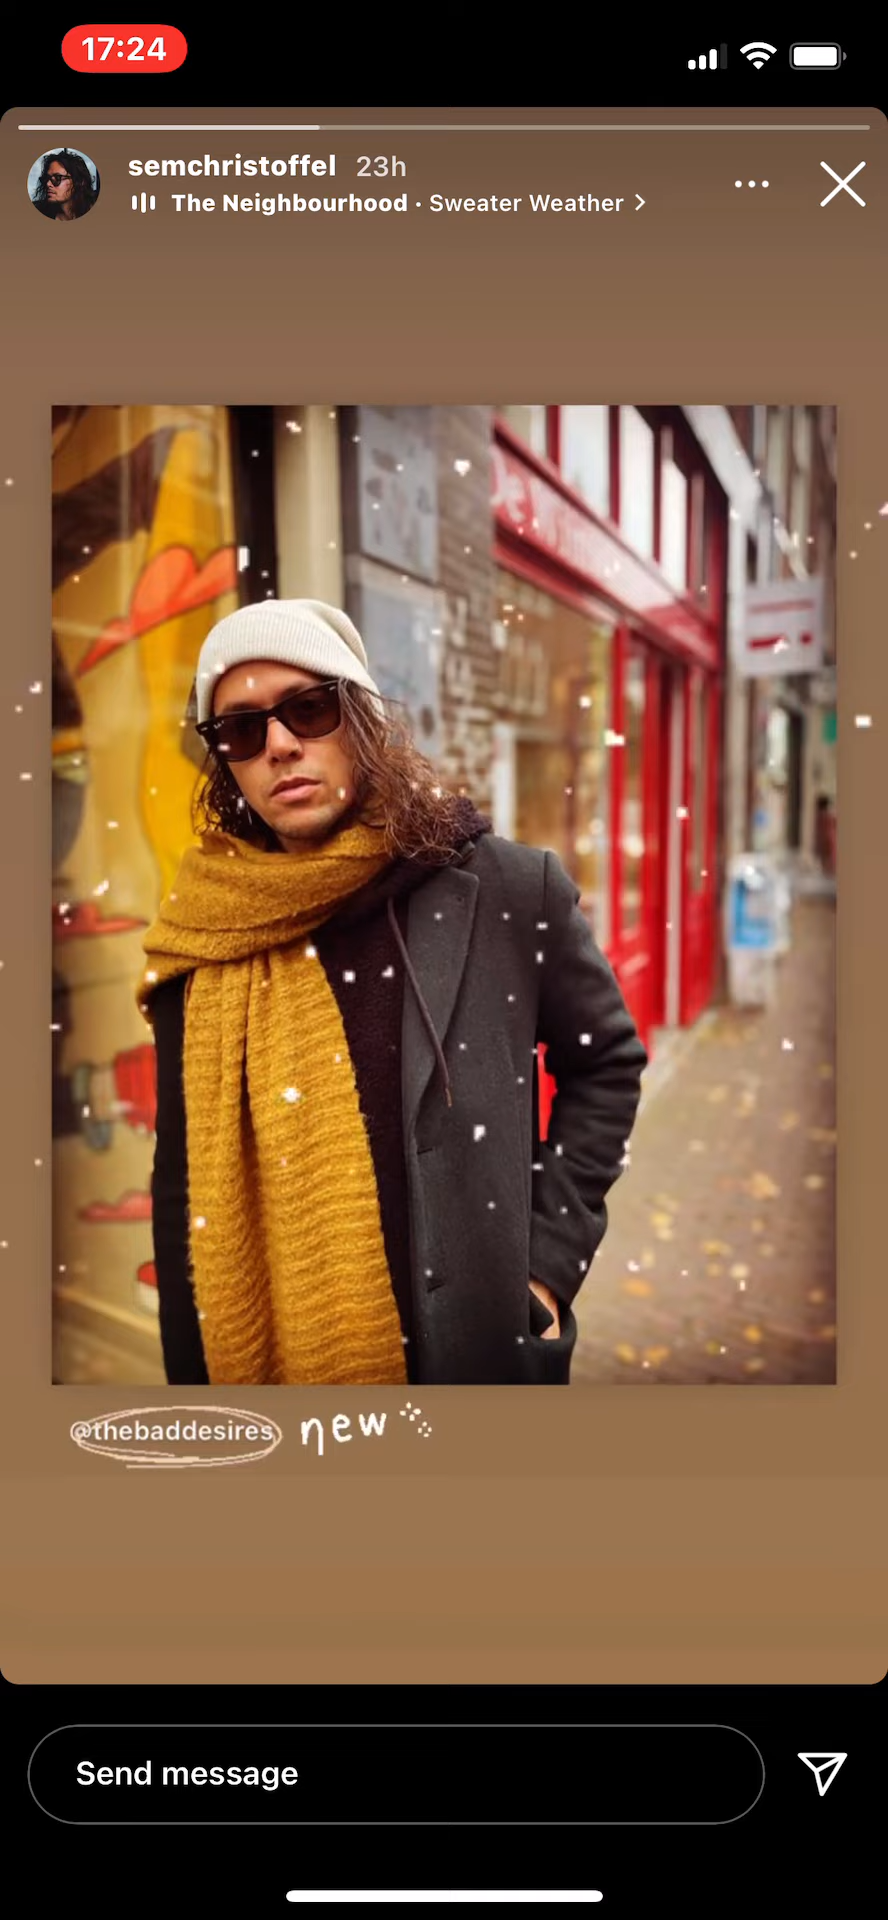 17:24
semchristoffel 23h
The Neighbourhood · Sweater Weather >
@thebaddesires new
Send message